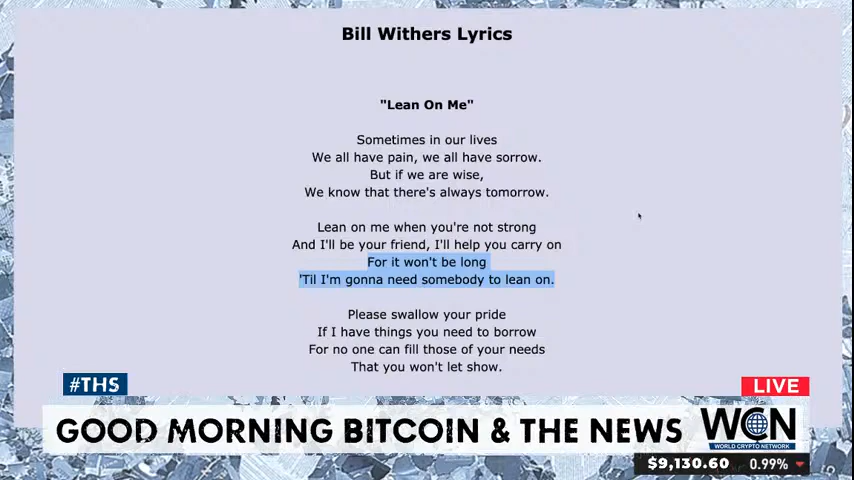 Bill Withers Lyrics
"Lean On Me"
Sometimes in our lives
We all have pain, we all have sorrow.
But if we are wise,
We know that there's always tomorrow.
Lean on me when you're not strong
And I'll be your friend, I'll help you carry on
For it won't be long
'Til I'm gonna need somebody to lean on.
Please swallow your pride
If I have things you need to borrow
For no one can fill those of your needs
That you won't let show.
#THS
LIVE
GOOD MORNING BITCOIN & THE NEWS
WCN
WORLD CRYPTO NETWORK
$9,130.60 0.99%